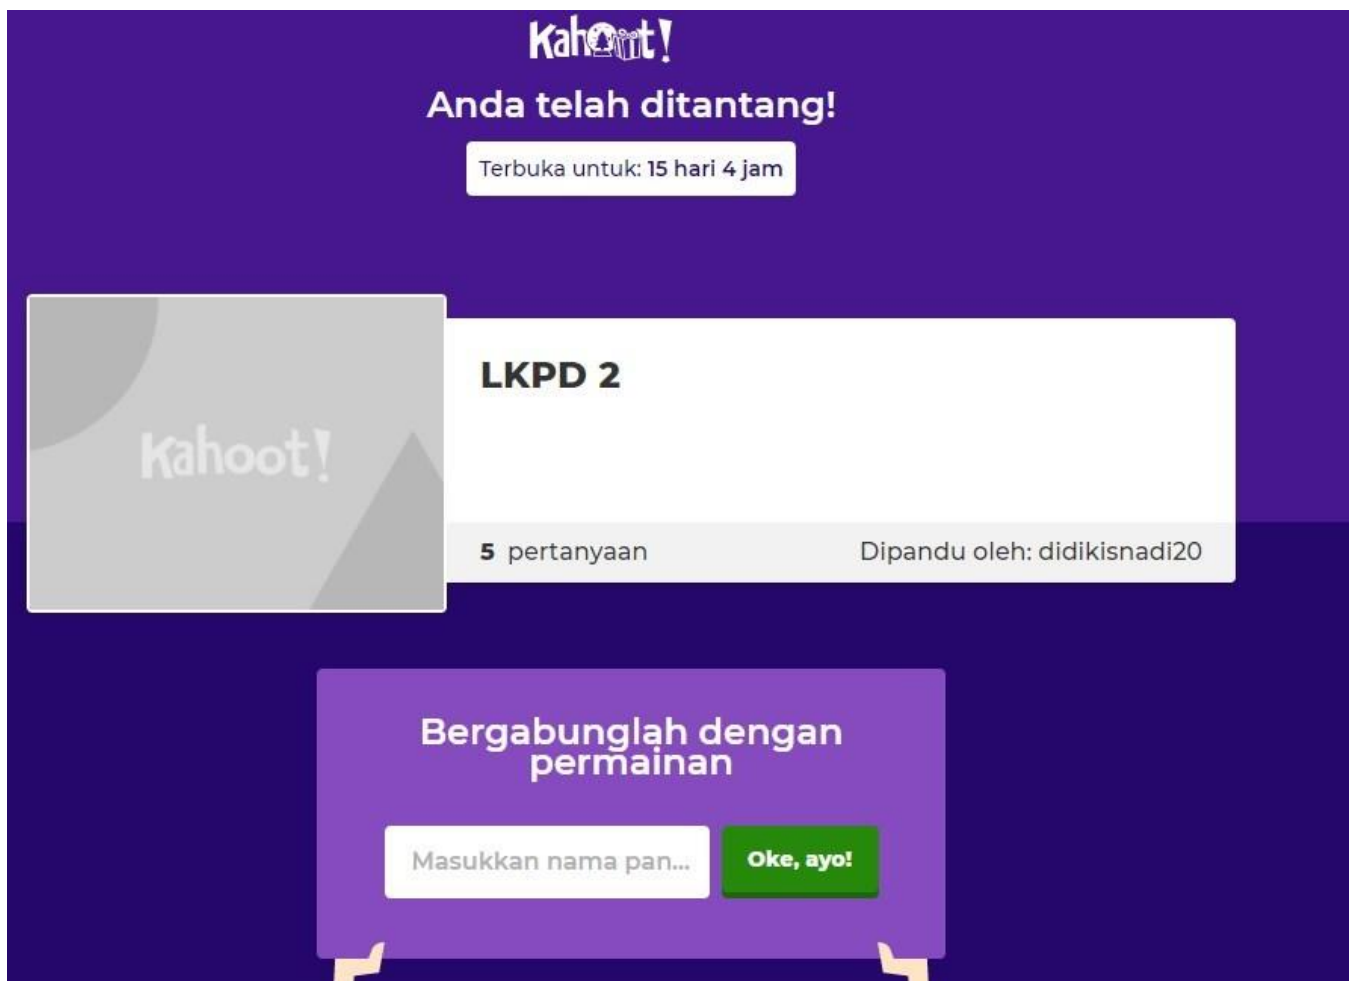 Kahoot!
Anda telah ditantang!
Terbuka untuk: 15 hari 4 jam
Kahoot!
LKPD 2
5 pertanyaan
Dipandu oleh: didikisnadi20
Bergabunglah dengan
permainan
Masukkan nama pan...
Oke, ayo!